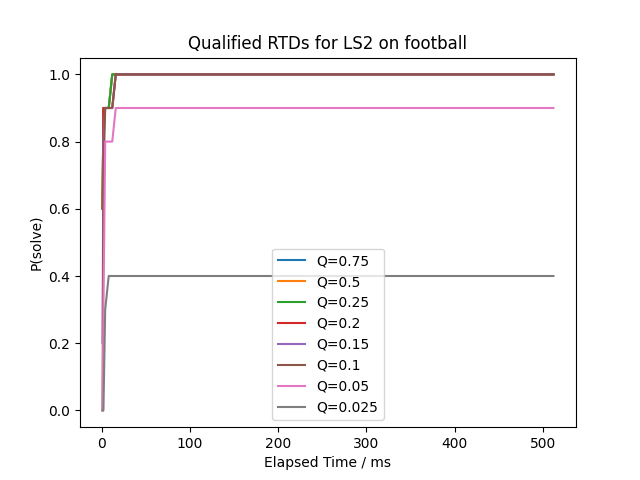 Qualified RTDs for LS2 on football
P(solve)
1.0
0.8
0.6
0.4
0.2
0.0
Q=0.75
Q=0.5
Q=0.25
Q=0.2
Q=0.15
Q=0.1
Q=0.05
Q=0.025
0 100 200 300 400 500
Elapsed Time / ms